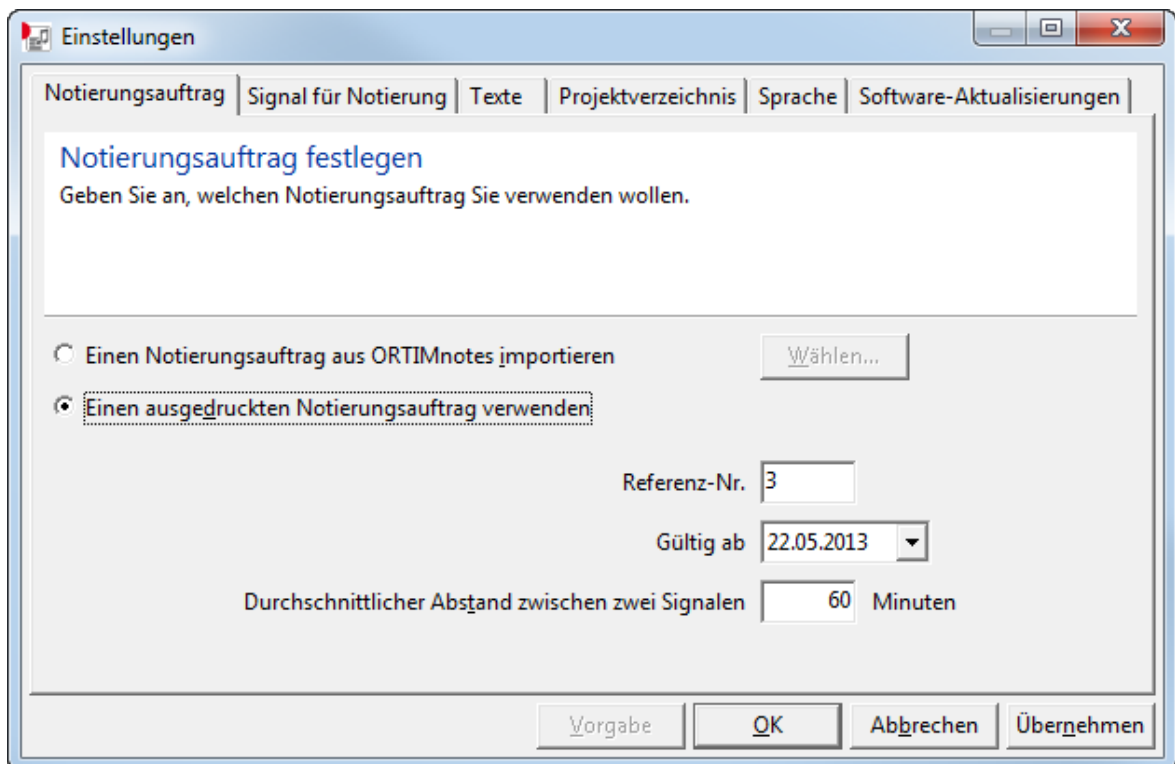 Einstellungen
Notierungsauftrag Signal für Notierung Texte Projektverzeichnis Sprache Software-Aktualisierungen
Notierungsauftrag festlegen
Geben Sie an, welchen Notierungsauftrag Sie verwenden wollen.
Einen Notierungsauftrag aus ORTIMnotes importieren Wählen...
Einen ausgedruckten Notierungsauftrag verwenden
Referenz-Nr. 3
Gültig ab 22.05.2013
Durchschnittlicher Abstand zwischen zwei Signalen 60 Minuten
Vorgabe OK Abbrechen Übernehmen